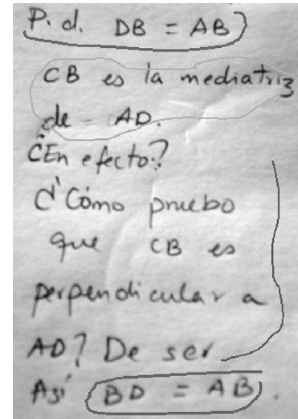 P.d. DB = AB
CB es la mediatriz
de AD.
¿En efecto?
¿Cómo pruebo
que CB es
perpendicular a
AD? De ser
Así BD = AB.